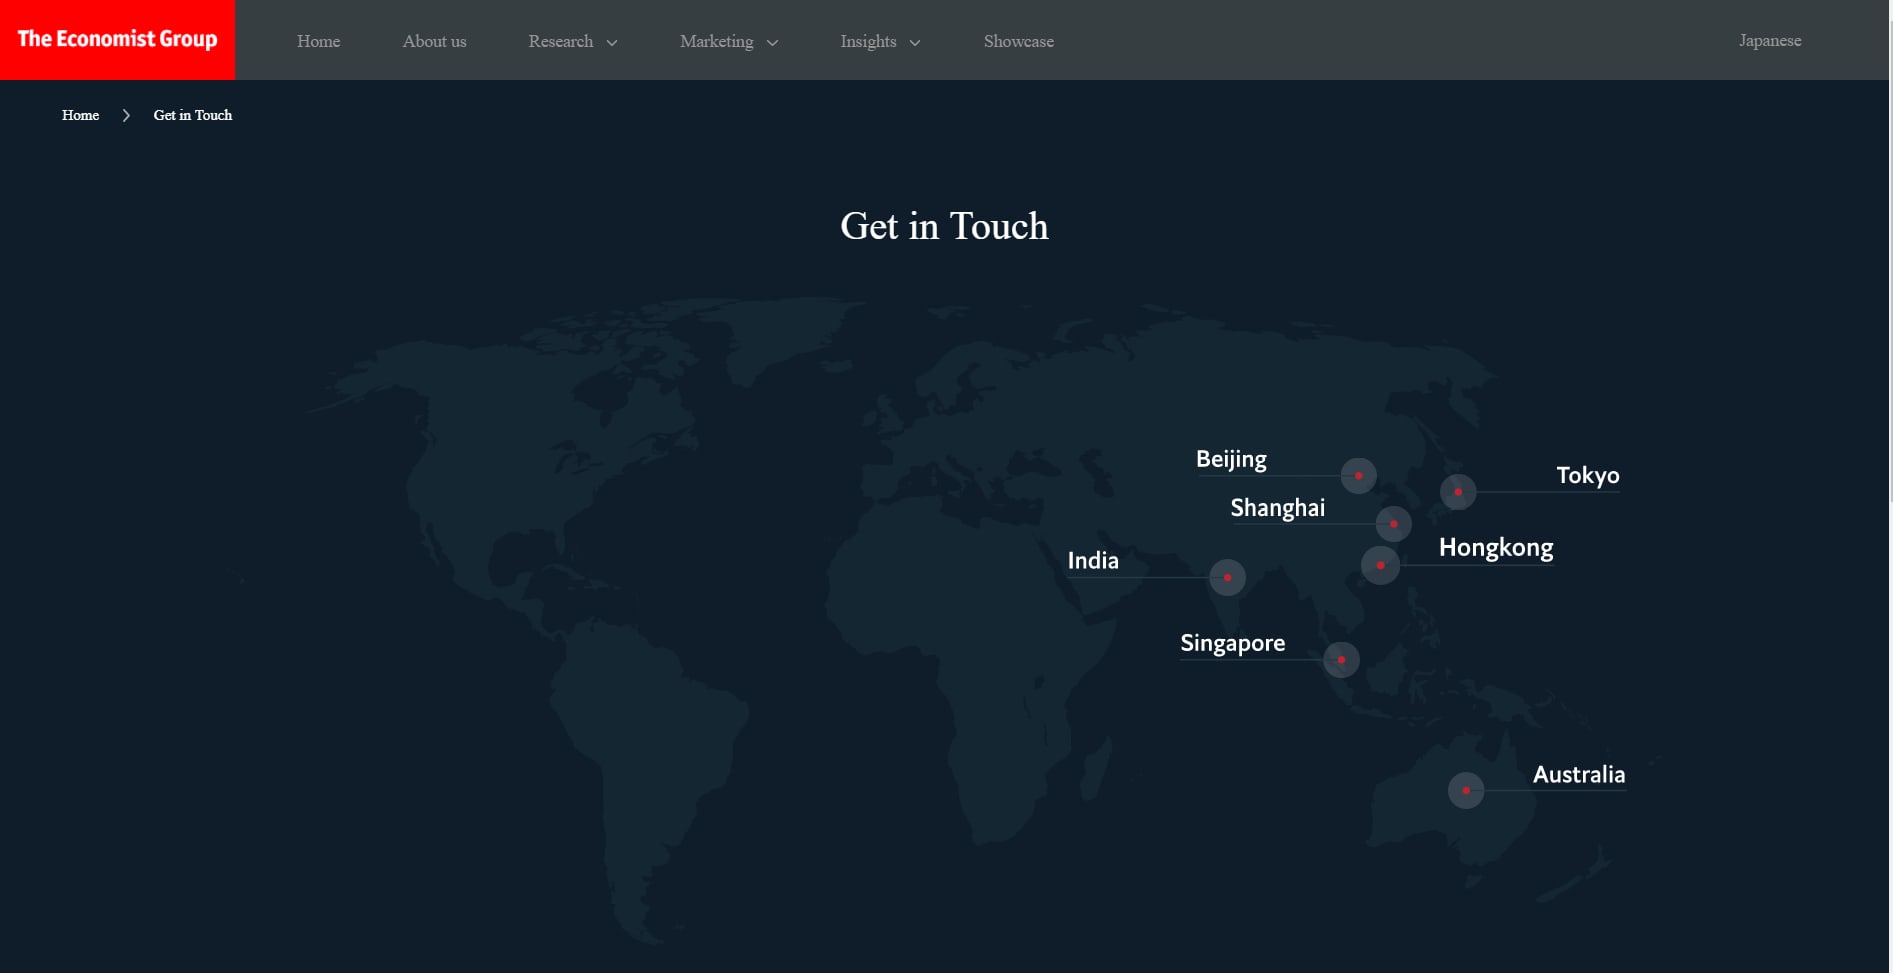 The Economist Group
Home
About us
Research
Marketing
Insights
Showcase
Japanese
Home
Get in Touch
Get in Touch
Beijing
Tokyo
Shanghai
Hongkong
India
Singapore
Australia